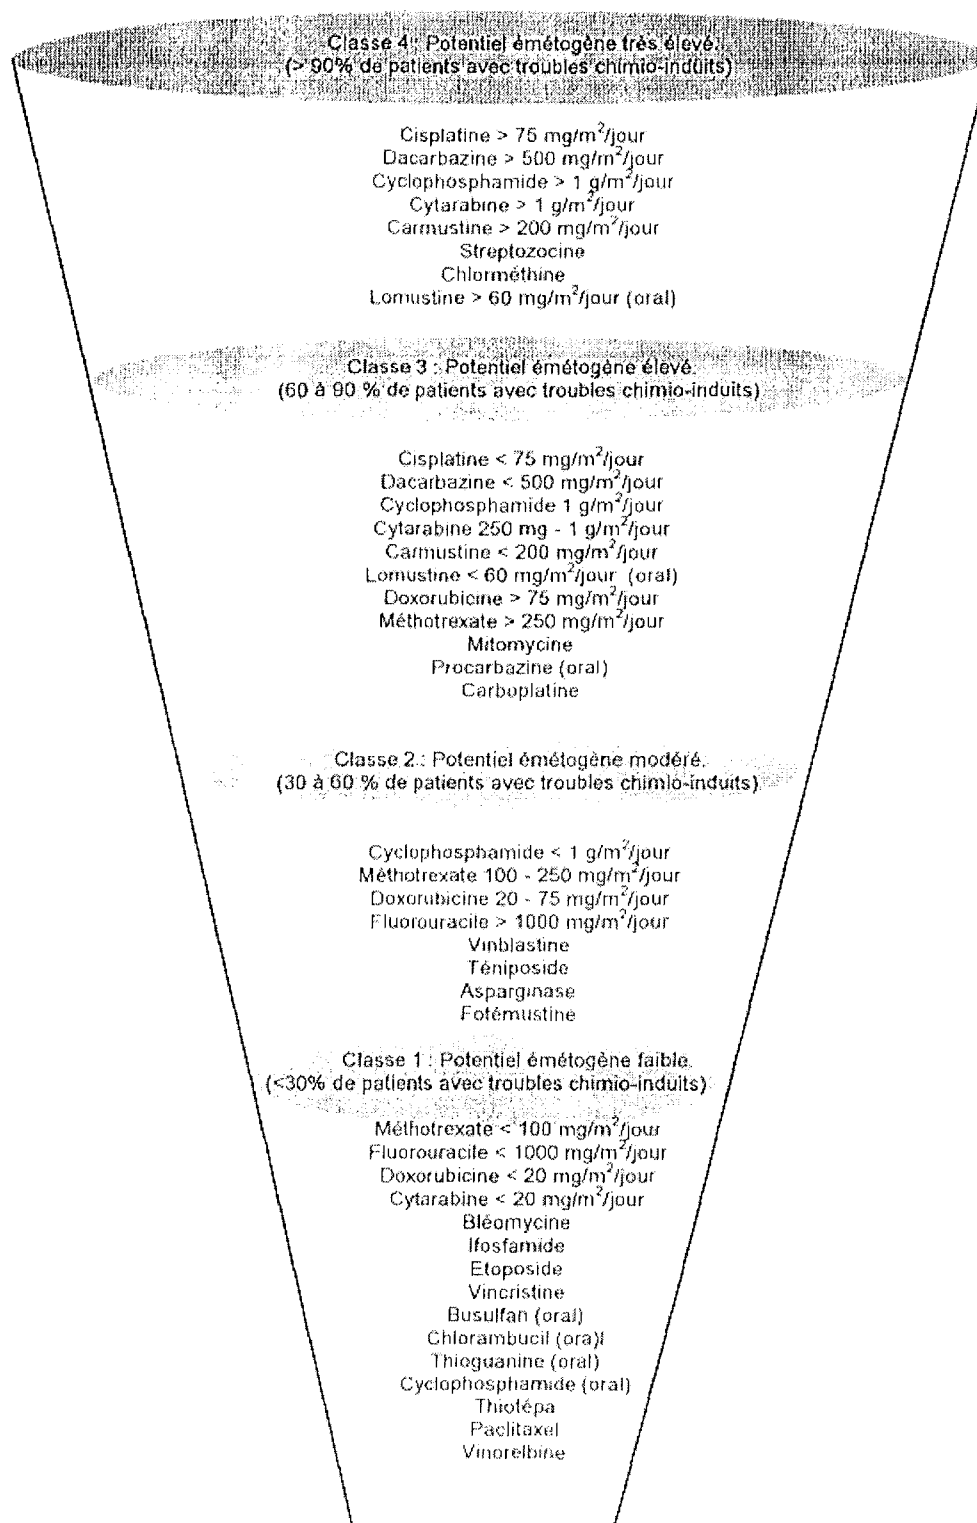 Classe 4 : Potentiel émétogène très élevé.
(> 90% de patients avec troubles chimio-induits)
Cisplatine > 75 mg/m²/jour
Dacarbazine > 500 mg/m²/jour
Cyclophosphamide > 1 g/m²/jour
Cytarabine > 1 g/m²/jour
Carmustine > 200 mg/m²/jour
Streptozocine
Chlorméthine
Lomustine > 60 mg/m²/jour (oral)
Classe 3 : Potentiel émétogène élevé.
(60 à 90 % de patients avec troubles chimio-induits)
Cisplatine < 75 mg/m²/jour
Dacarbazine < 500 mg/m²/jour
Cyclophosphamide 1 g/m²/jour
Cytarabine 250 mg - 1 g/m²/jour
Carmustine < 200 mg/m²/jour
Lomustine < 60 mg/m²/jour (oral)
Doxorubicine > 75 mg/m²/jour
Méthotrexate > 250 mg/m²/jour
Mitomycine
Procarbazine (oral)
Carboplatine
Classe 2 : Potentiel émétogène modéré.
(30 à 60 % de patients avec troubles chimio-induits)
Cyclophosphamide < 1 g/m²/jour
Méthotrexate 100 - 250 mg/m²/jour
Doxorubicine 20 - 75 mg/m²/jour
Fluorouracile > 1000 mg/m²/jour
Vinblastine
Téniposide
Asparginase
Fotémustine
Classe 1 : Potentiel émétogène faible.
(<30% de patients avec troubles chimio-induits)
Méthotrexate < 100 mg/m²/jour
Fluorouracile < 1000 mg/m²/jour
Doxorubicine < 20 mg/m²/jour
Cytarabine < 20 mg/m²/jour
Bléomycine
Ifosfamide
Etoposide
Vincristine
Busulfan (oral)
Chlorambucil (ora)l
Thioguanine (oral)
Cyclophosphamide (oral)
Thiotépa
Paclitaxel
Vinorelbine